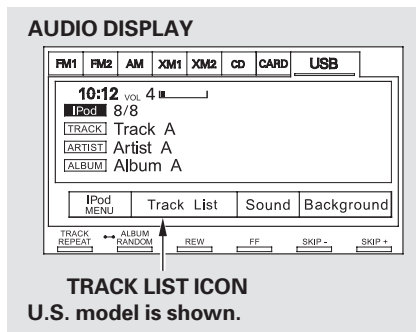 AUDIO DISPLAY
FM1 FM2 AM XM1 XM2 CD CARD USB
10:12 VOL 4
IPod 8/8
TRACK Track A
ARTIST Artist A
ALBUM Album A
IPod MENU Track List Sound Background
TRACK REPEAT ALBUM RANDOM REW FF SKIP - SKIP +
TRACK LIST ICON
U.S. model is shown.